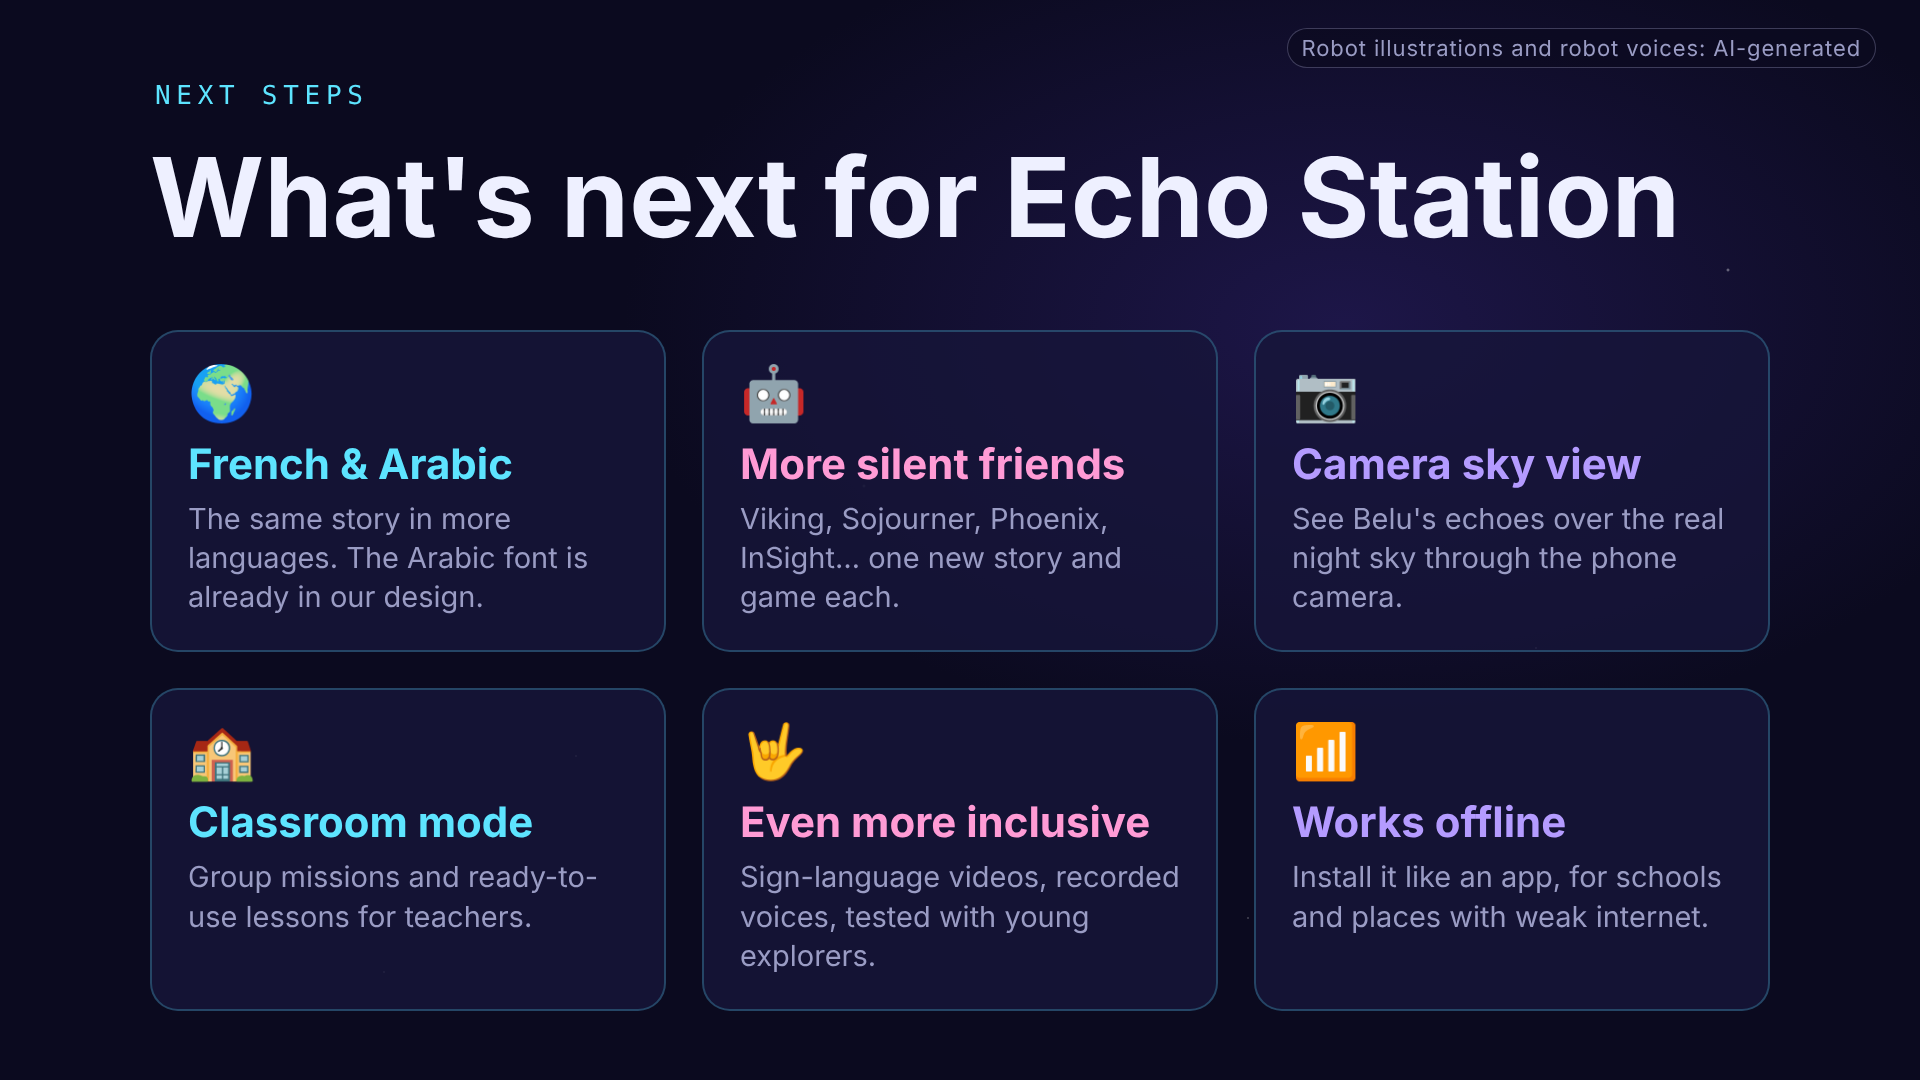 Robot illustrations and robot voices: AI-generated
NEXT STEPS
What's next for Echo Station
French & Arabic
The same story in more
languages. The Arabic font is
already in our design.
More silent friends
Viking, Sojourner, Phoenix,
InSight... one new story and
game each.
Camera sky view
See Belu's echoes over the real
night sky through the phone
camera.
Classroom mode
Group missions and ready-to-
use lessons for teachers.
Even more inclusive
Sign-language videos, recorded
voices, tested with young
explorers.
Works offline
Install it like an app, for schools
and places with weak internet.